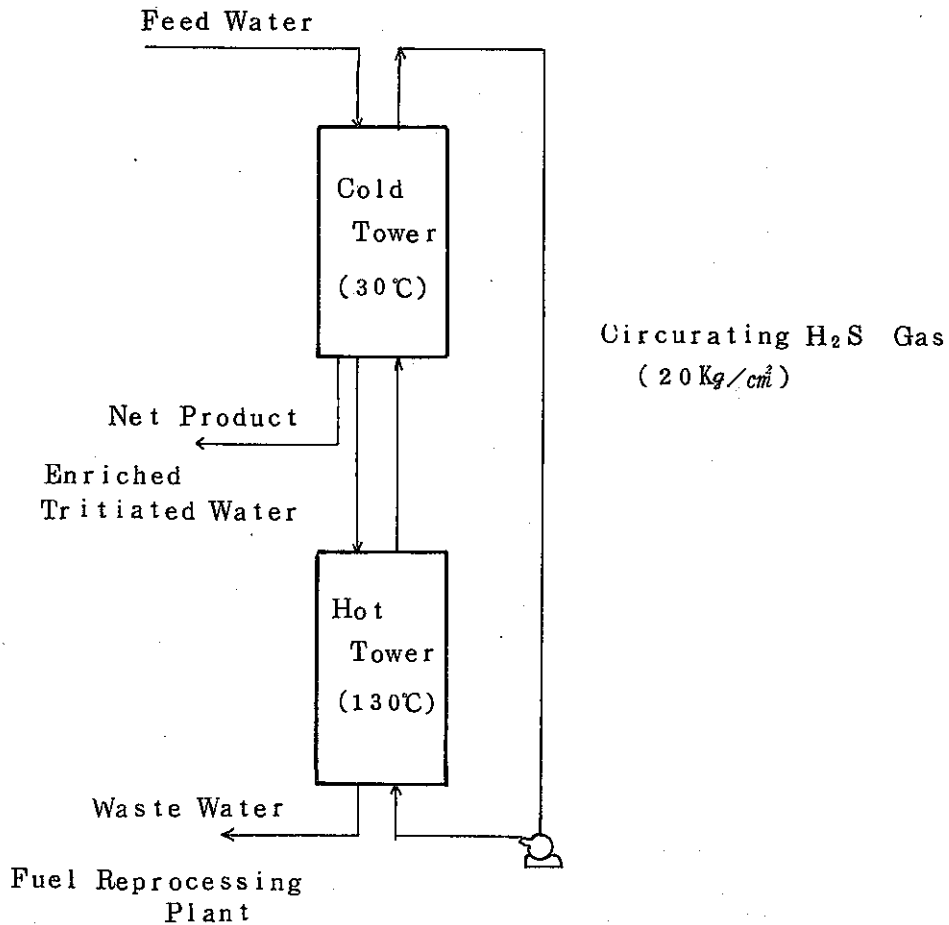 Feed Water
Cold
Tower
(30℃)
Circurating H₂S Gas
(20Kg/cm²)
Net Product
Enriched
Tritiated Water
Hot
Tower
(130℃)
Waste Water
Fuel Reprocessing
Plant